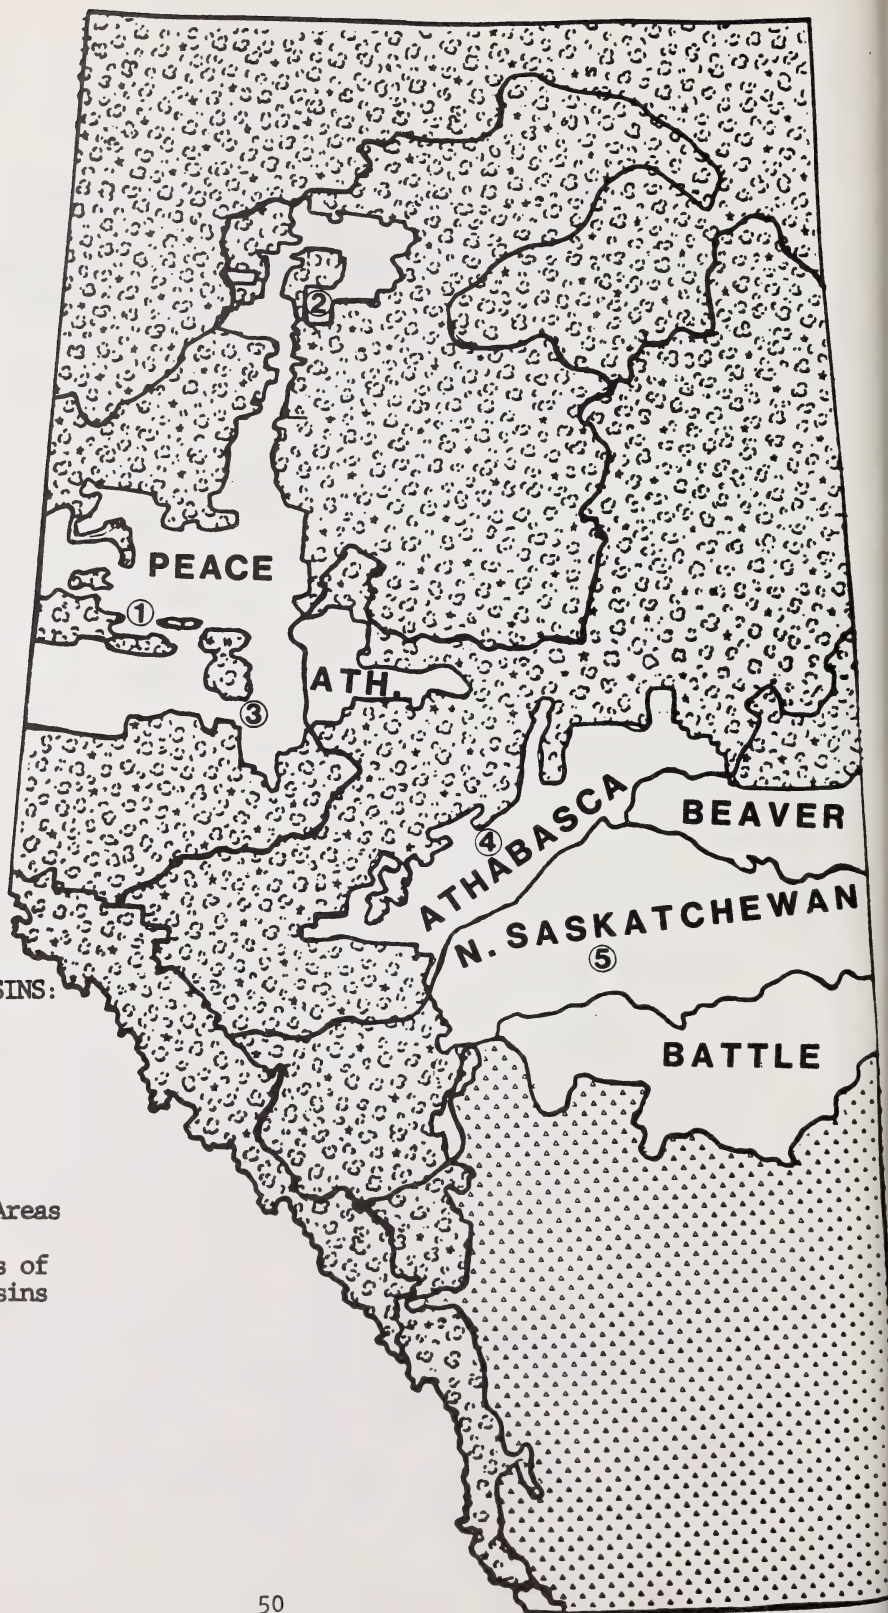 ②
PEACE
①
ATH.
③
ATHABASCA
BEAVER
④
N. SASKATCHEWAN
⑤
SINS:
BATTLE
Areas
s of
sins
50